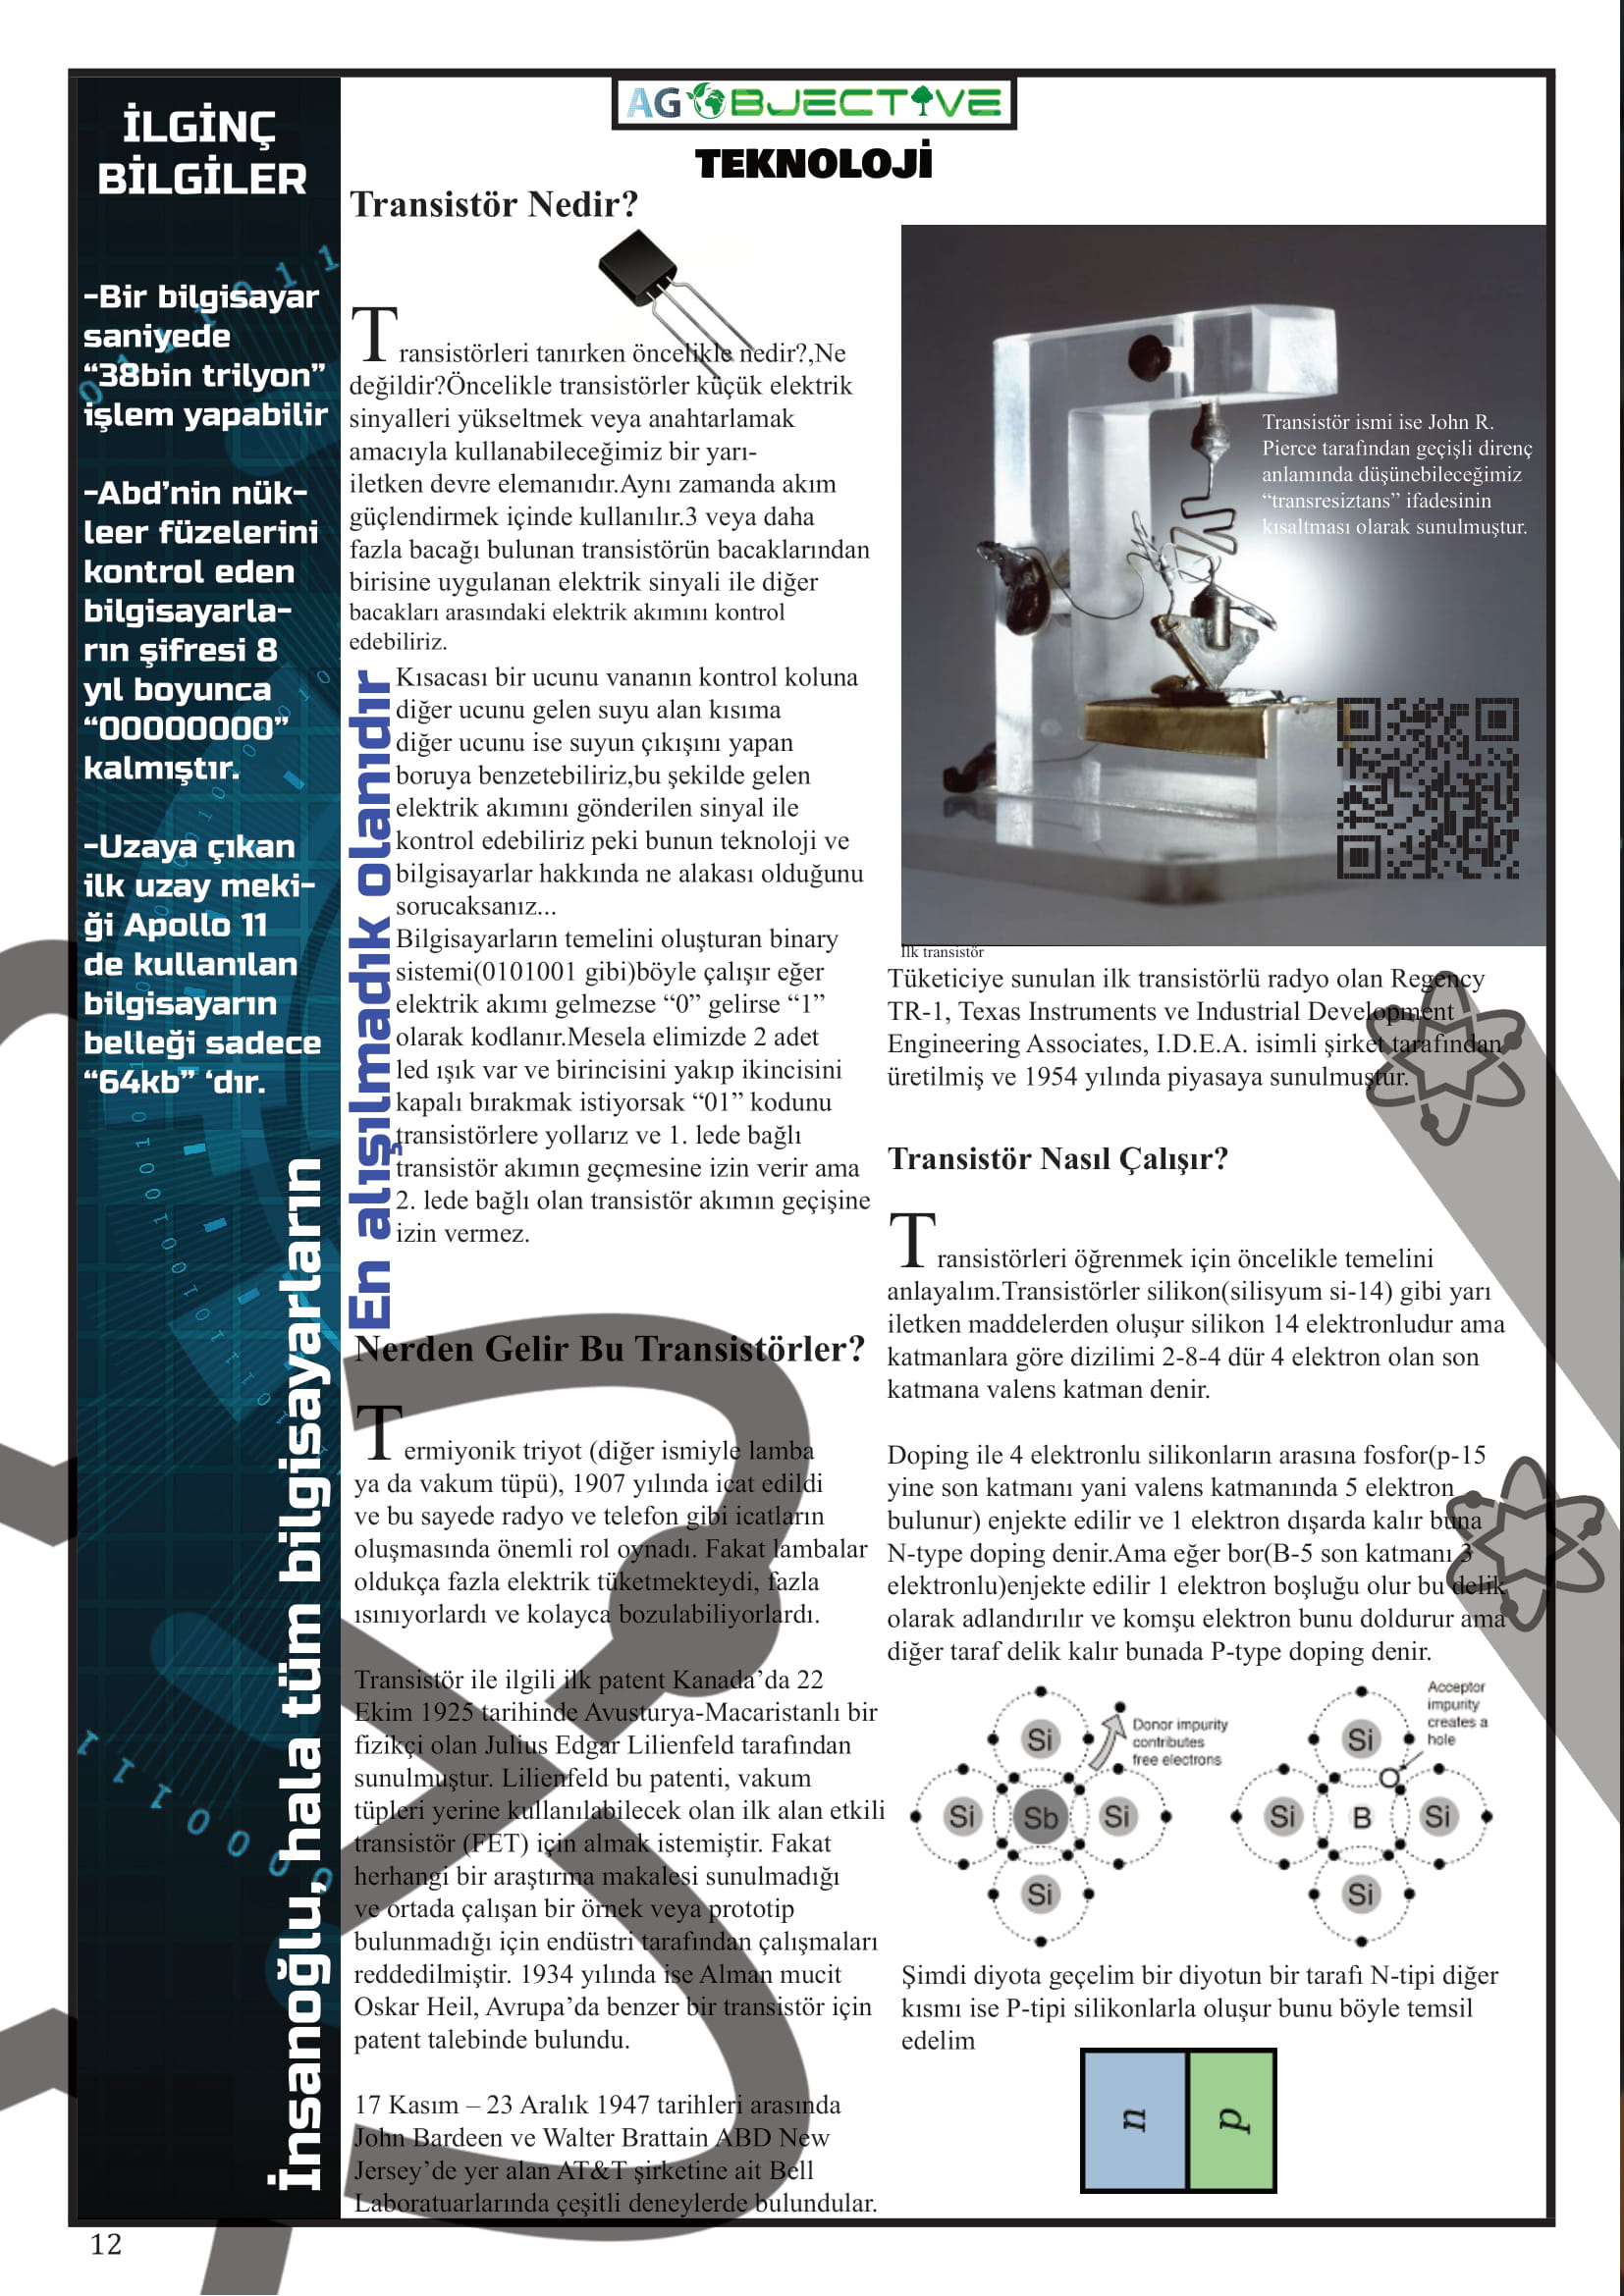 AG OBJECTIVE
TEKNOLOJİ
İLGİNÇ
BİLGİLER
-Bir bilgisayar
saniyede
“38bin trilyon”
işlem yapabilir
-Abd’nin nük-
leer füzelerini
kontrol eden
bilgisayarla-
rın şifresi 8
yıl boyunca
“00000000”
kalmıştır.
-Uzaya çıkan
ilk uzay meki-
ği Apollo 11
de kullanılan
bilgisayarın
belleği sadece
“64kb” ‘dır.
İnsanoğlu, hala tüm bilgisayarların
En alışılmadık olanıdır
Transistör Nedir?
Transistörleri tanırken öncelikle nedir?,Ne
değildir?Öncelikle transistörler küçük elektrik
sinyalleri yükseltmek veya anahtarlamak
amacıyla kullanabileceğimiz bir yarı-
iletken devre elemanıdır.Aynı zamanda akım
güçlendirmek içinde kullanılır.3 veya daha
fazla bacağı bulunan transistörün bacaklarından
birisine uygulanan elektrik sinyali ile diğer
bacakları arasındaki elektrik akımını kontrol
edebiliriz.
Kısacası bir ucunu vananın kontrol koluna
diğer ucunu gelen suyu alan kısıma
diğer ucunu ise suyun çıkışını yapan
boruya benzetebiliriz,bu şekilde gelen
elektrik akımını gönderilen sinyal ile
kontrol edebiliriz peki bunun teknoloji ve
bilgisayarlar hakkında ne alakası olduğunu
sorucaksanız...
Bilgisayarların temelini oluşturan binary
sistemi(0101001 gibi)böyle çalışır eğer
elektrik akımı gelmezse “0” gelirse “1”
olarak kodlanır.Mesela elimizde 2 adet
led ışık var ve birincisini yakıp ikincisini
kapalı bırakmak istiyorsak “01” kodunu
transistörlere yollarız ve 1. lede bağlı
transistör akımın geçmesine izin verir ama
2. lede bağlı olan transistör akımın geçişine
izin vermez.
Nerden Gelir Bu Transistörler?
Termiyonik triyot (diğer ismiyle lamba
ya da vakum tüpü), 1907 yılında icat edildi
ve bu sayede radyo ve telefon gibi icatların
oluşmasında önemli rol oynadı. Fakat lambalar
oldukça fazla elektrik tüketmekteydi, fazla
ısınıyorlardı ve kolayca bozulabiliyorlardı.
Transistör ile ilgili ilk patent Kanada’da 22
Ekim 1925 tarihinde Avusturya-Macaristanlı bir
fizikçi olan Julius Edgar Lilienfeld tarafından
sunulmuştur. Lilienfeld bu patenti, vakum
tüpleri yerine kullanılabilecek olan ilk alan etkili
transistör (FET) için almak istemiştir. Fakat
herhangi bir araştırma makalesi sunulmadığı
ve ortada çalışan bir örnek veya prototip
bulunmadığı için endüstri tarafından çalışmaları
reddedilmiştir. 1934 yılında ise Alman mucit
Oskar Heil, Avrupa’da benzer bir transistör için
patent talebinde bulundu.
17 Kasım – 23 Aralık 1947 tarihleri arasında
John Bardeen ve Walter Brattain ABD New
Jersey’de yer alan AT&T şirketine ait Bell
Laboratuarlarında çeşitli deneylerde bulundular.
Transistör ismi ise John R.
Pierce tarafından geçişli direnç
anlamında düşünebileceğimiz
“transresiztans” ifadesinin
kısaltması olarak sunulmuştur.
İlk transistör
Tüketiciye sunulan ilk transistörlü radyo olan Regency
TR-1, Texas Instruments ve Industrial Development
Engineering Associates, I.D.E.A. isimli şirket tarafından
üretilmiş ve 1954 yılında piyasaya sunulmuştur.
Transistör Nasıl Çalışır?
Transistörleri öğrenmek için öncelikle temelini
anlayalım.Transistörler silikon(silisyum si-14) gibi yarı
iletken maddelerden oluşur silikon 14 elektronludur ama
katmanlara göre dizilimi 2-8-4 dür 4 elektron olan son
katmana valens katman denir.
Doping ile 4 elektronlu silikonların arasına fosfor(p-15
yine son katmanı yani valens katmanında 5 elektron
bulunur) enjekte edilir ve 1 elektron dışarda kalır buna
N-type doping denir.Ama eğer bor(B-5 son katmanı 3
elektronlu)enjekte edilir 1 elektron boşluğu olur bu delik
olarak adlandırılır ve komşu elektron bunu doldurur ama
diğer taraf delik kalır bunada P-type doping denir.
Si
Donor impurity
contributes
free electrons
Si Sb Si
Si
Acceptor
impurity
creates a
hole
Si
Si B Si
Si
Şimdi diyota geçelim bir diyotun bir tarafı N-tipi diğer
kısmı ise P-tipi silikonlarla oluşur bunu böyle temsil
edelim
n p
12